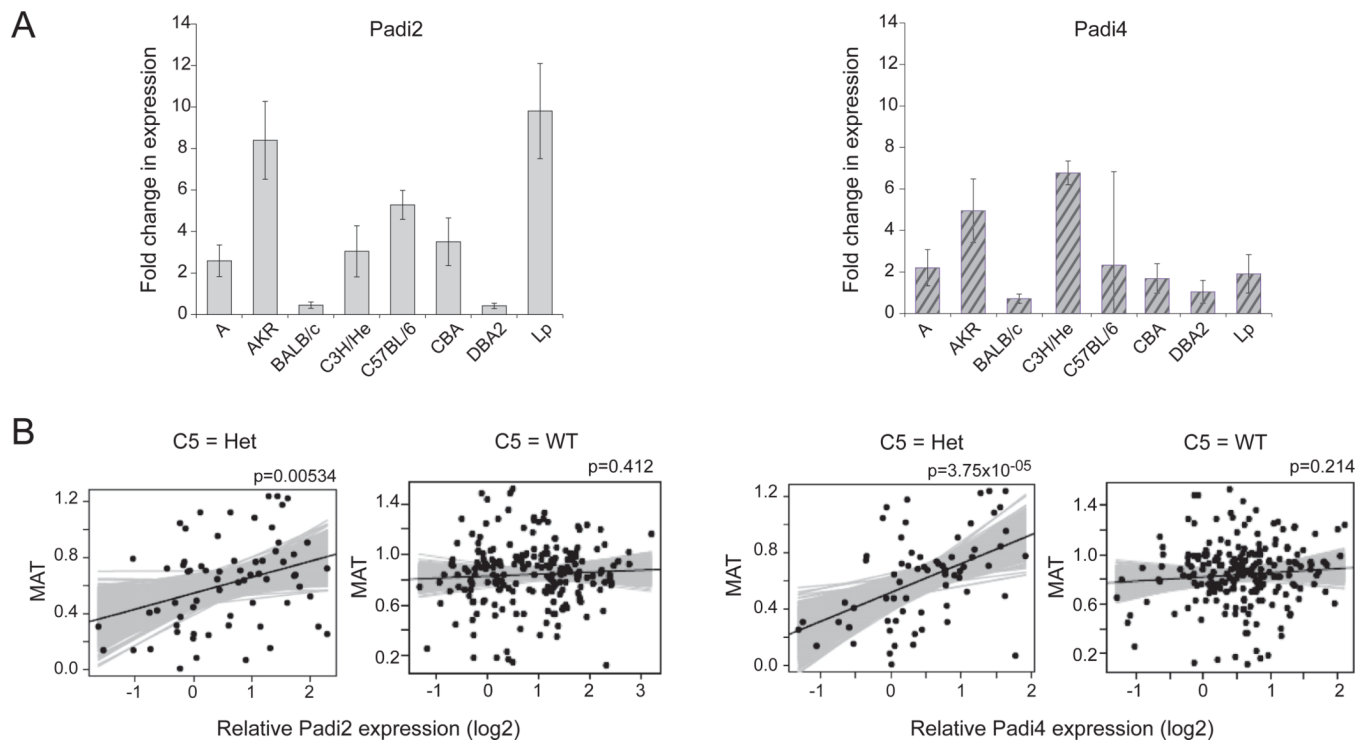 A
Padi2
Fold change in expression
14
12
10
8
6
4
2
0
A
AKR
BALB/c
C3H/He
C57BL/6
CBA
DBA2
Lp
Padi4
Fold change in expression
14
12
10
8
6
4
2
0
A
AKR
BALB/c
C3H/He
C57BL/6
CBA
DBA2
Lp
B
C5 = Het
p=0.00534
MAT
1.2
0.8
0.4
0.0
-1 0 1 2
C5 = WT
p=0.412
MAT
1.4
1.0
0.6
0.2
-1 0 1 2 3
Relative Padi2 expression (log2)
C5 = Het
p=3.75x10-05
MAT
1.2
0.8
0.4
0.0
-1 0 1 2
C5 = WT
p=0.214
MAT
1.4
1.0
0.6
0.2
-1 0 1 2
Relative Padi4 expression (log2)